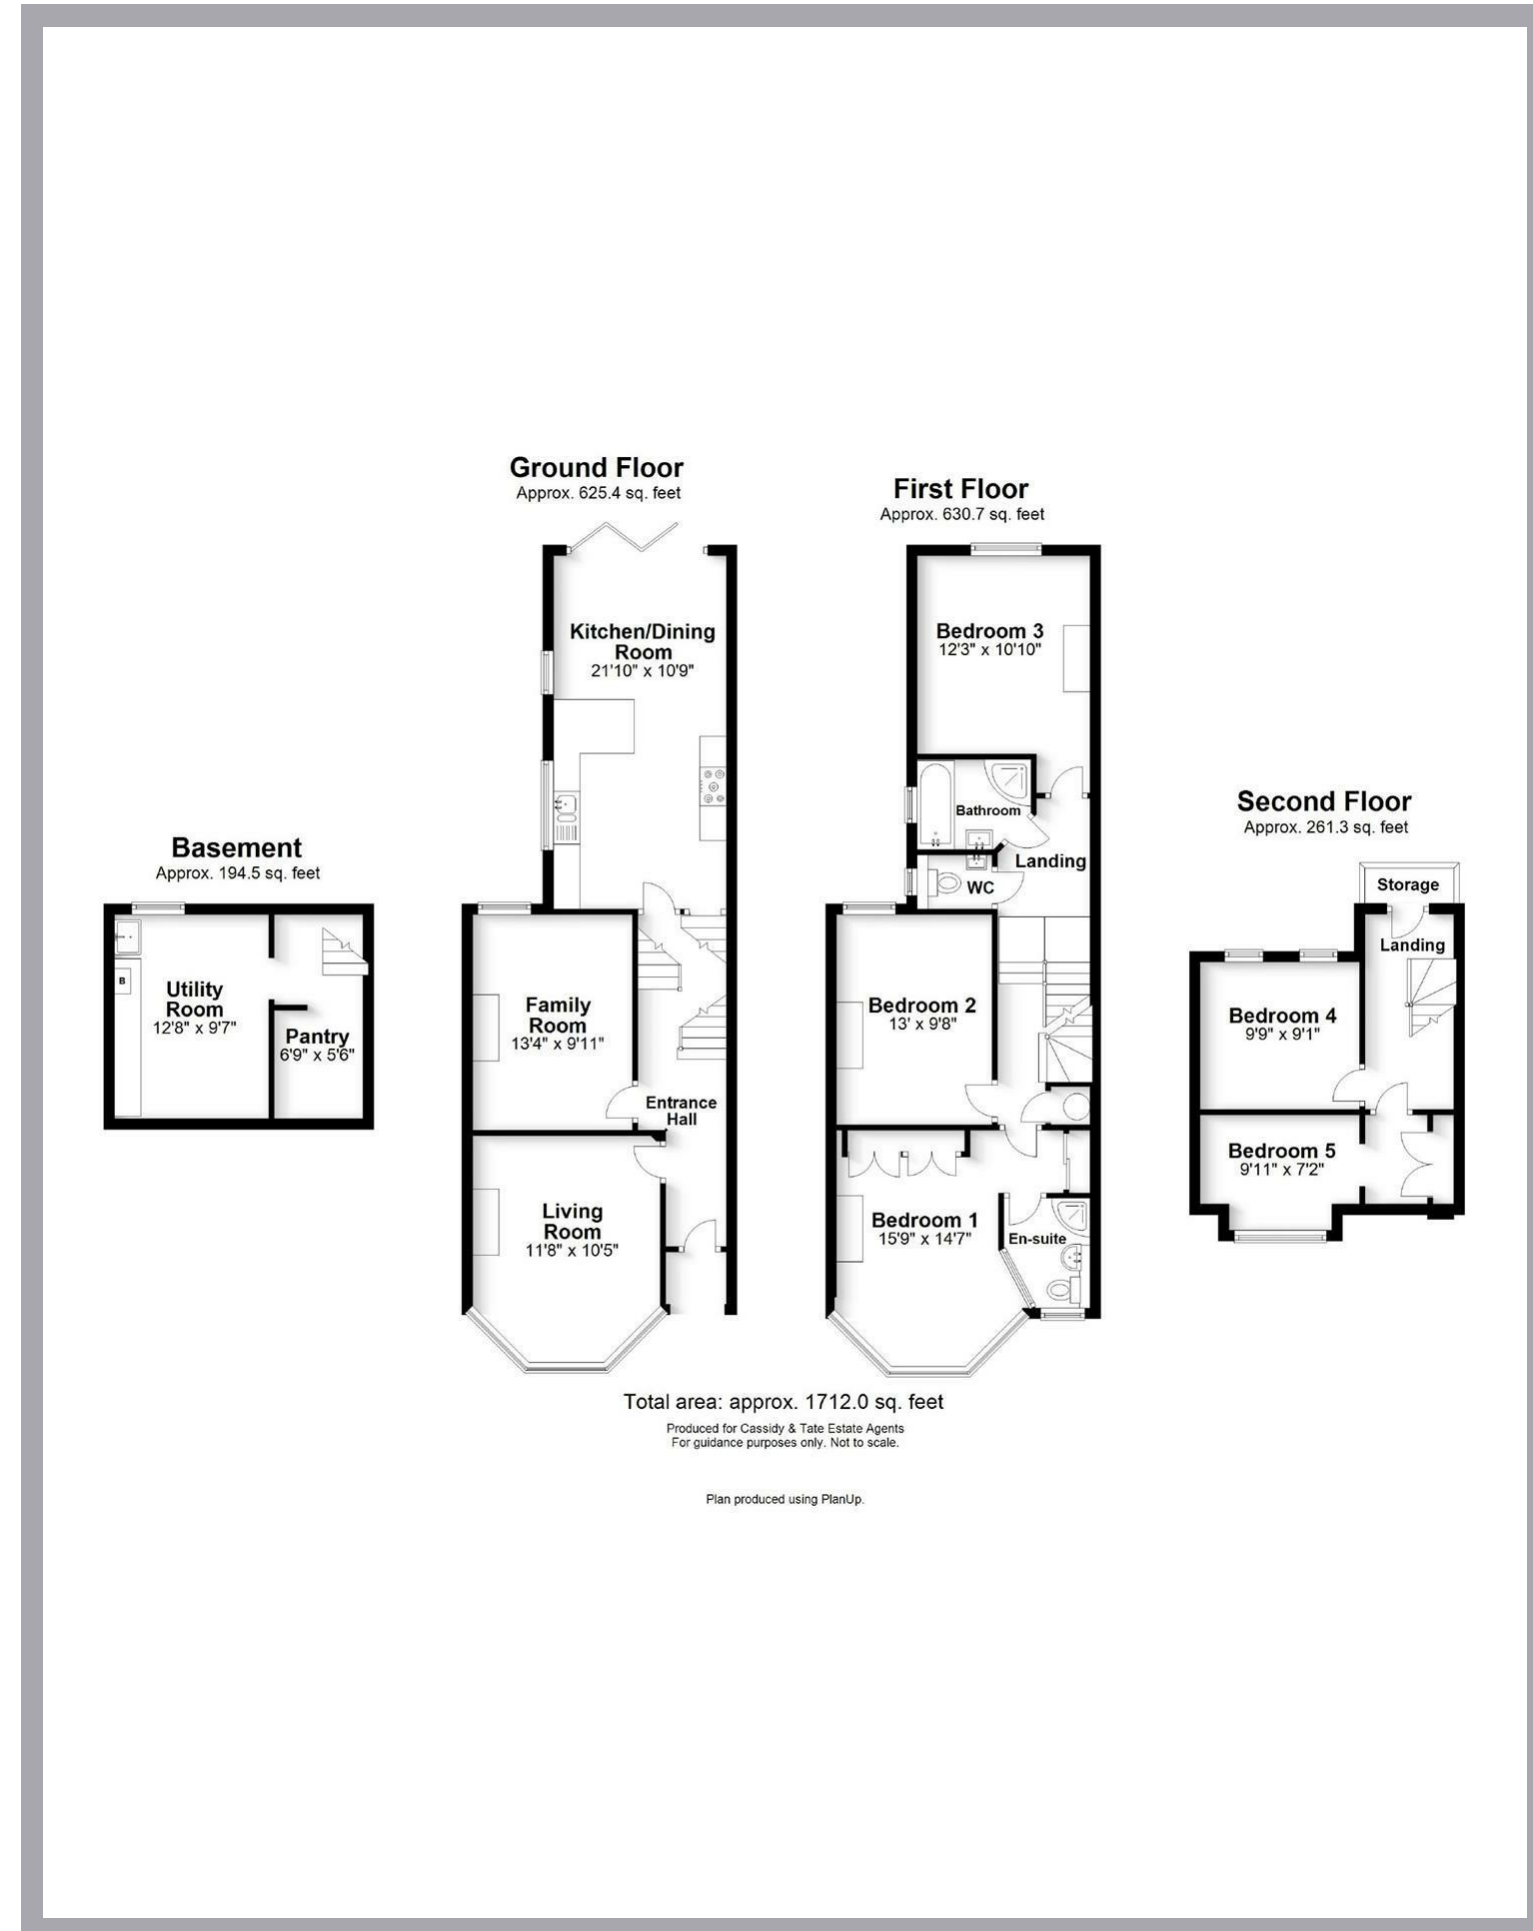 Ground Floor
Approx. 625.4 sq. feet
Kitchen/Dining
Room
21'10" x 10'9"
Family
Room
13'4" x 9'11"
Entrance
Hall
Living
Room
11'8" x 10'5"
First Floor
Approx. 630.7 sq. feet
Bedroom 3
12'3" x 10'10"
Bathroom
Landing
WC
Bedroom 2
13' x 9'8"
Bedroom 1
15'9" x 14'7"
En-suite
Basement
Approx. 194.5 sq. feet
B
Utility
Room
12'8" x 9'7"
Pantry
6'9" x 5'6"
Second Floor
Approx. 261.3 sq. feet
Storage
Landing
Bedroom 4
9'9" x 9'1"
Bedroom 5
9'11" x 7'2"
Total area: approx. 1712.0 sq. feet
Produced for Cassidy & Tate Estate Agents
For guidance purposes only. Not to scale.
Plan produced using PlanUp.